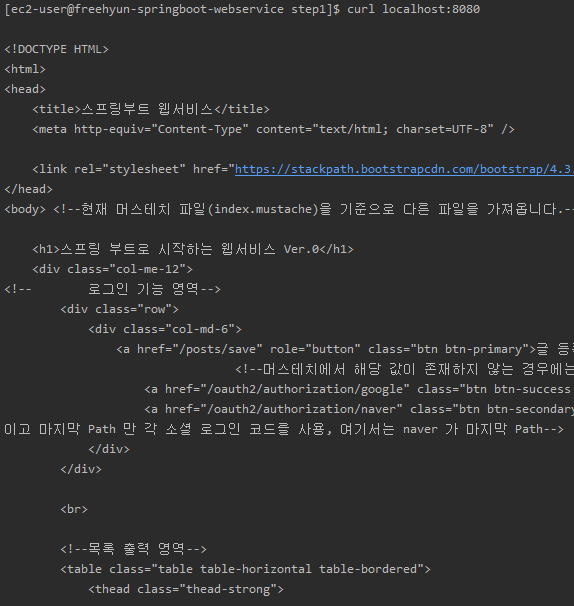 [ec2-user@freehyun-springboot-webservice step1]$ curl localhost:8080
<!DOCTYPE HTML>
<html>
<head>
<title>스프링부트 웹서비스</title>
<meta http-equiv="Content-Type" content="text/html; charset=UTF-8" />
<link rel="stylesheet" href="https://stackpath.bootstrapcdn.com/bootstrap/4.3.
</head>
<body> <!--현재 머스테치 파일(index.mustache)을 기준으로 다른 파일을 가져옵니다.--
<h1>스프링 부트로 시작하는 웹서비스 Ver.0</h1>
<div class="col-me-12">
<!-- 로그인 기능 영역-->
<div class="row">
<div class="col-md-6">
<a href="/posts/save" role="button" class="btn btn-primary">글 등록
<!--머스테치에서 해당 값이 존재하지 않는 경우에는
<a href="/oauth2/authorization/google" class="btn btn-success
<a href="/oauth2/authorization/naver" class="btn btn-secondary
이고 마지막 Path 만 각 소셜 로그인 코드를 사용, 여기서는 naver 가 마지막 Path-->
</div>
</div>
<br>
<!--목록 출력 영역-->
<table class="table table-horizontal table-bordered">
<thead class="thead-strong">